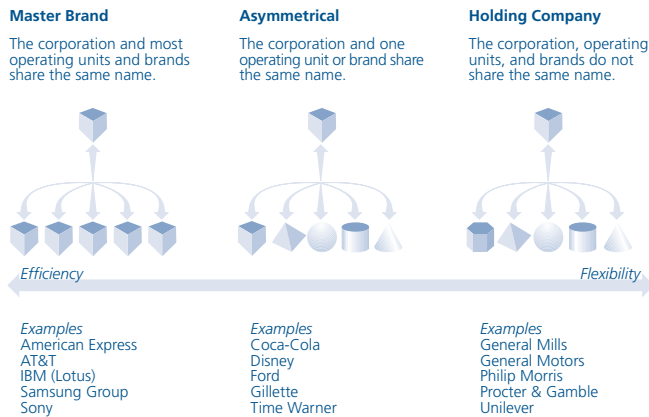 Master Brand
The corporation and most
operating units and brands
share the same name.
Asymmetrical
The corporation and one
operating unit or brand share
the same name.
Holding Company
The corporation, operating
units, and brands do not
share the same name.
Efficiency
Flexibility
Examples
American Express
AT&T
IBM (Lotus)
Samsung Group
Sony
Examples
Coca-Cola
Disney
Ford
Gillette
Time Warner
Examples
General Mills
General Motors
Philip Morris
Procter & Gamble
Unilever